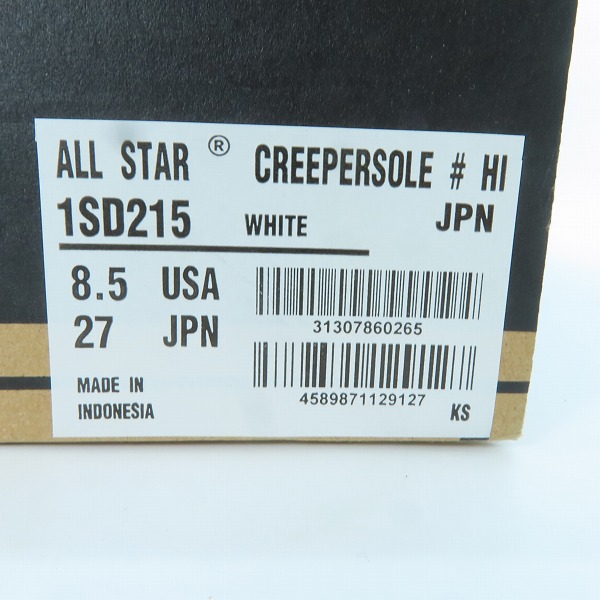 ALL STAR ® CREEPERSOLE # HI
1SD215 WHITE JPN
8.5 USA
31307860265
27 JPN
4589871129127
MADE IN
INDONESIA
KS